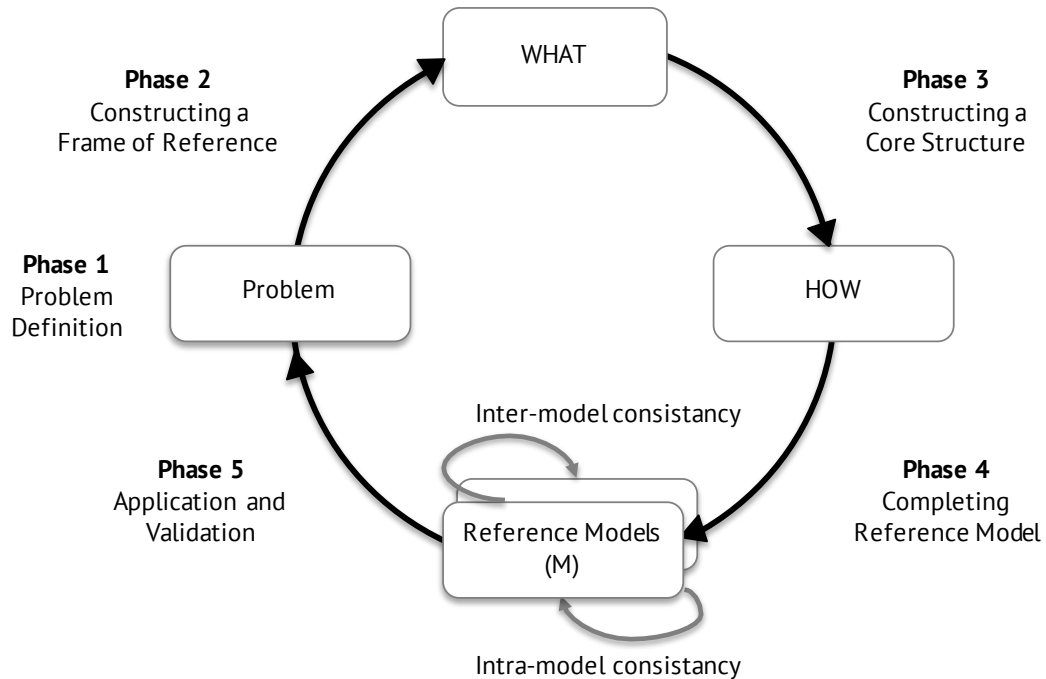 WHAT
Phase 2
Constructing a
Frame of Reference
Phase 3
Constructing a
Core Structure
Phase 1
Problem
Definition
Problem
HOW
Inter-model consistancy
Phase 5
Application and
Validation
Reference Models
(M)
Phase 4
Completing
Reference Model
Intra-model consistancy